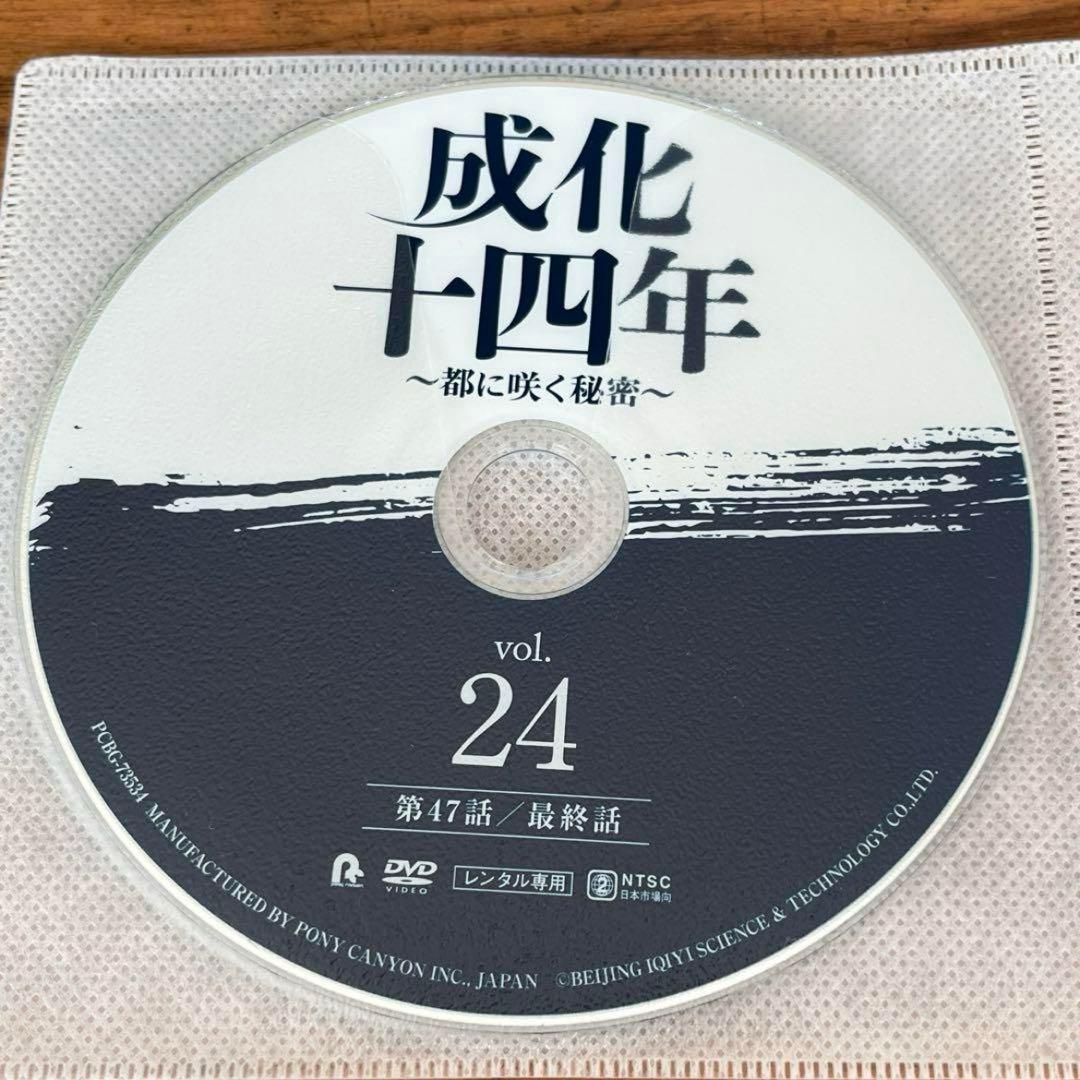 成化
十四年
～都に咲く秘密～
vol.
24
第47話／最終話
DVD
VIDEO
レンタル専用
2
NTSC
日本市場向
PCBG-73534 MANUFACTURED BY PONY CANYON INC., JAPAN ©BEIJING IQIYI SCIENCE & TECHNOLOGY CO.,LTD.